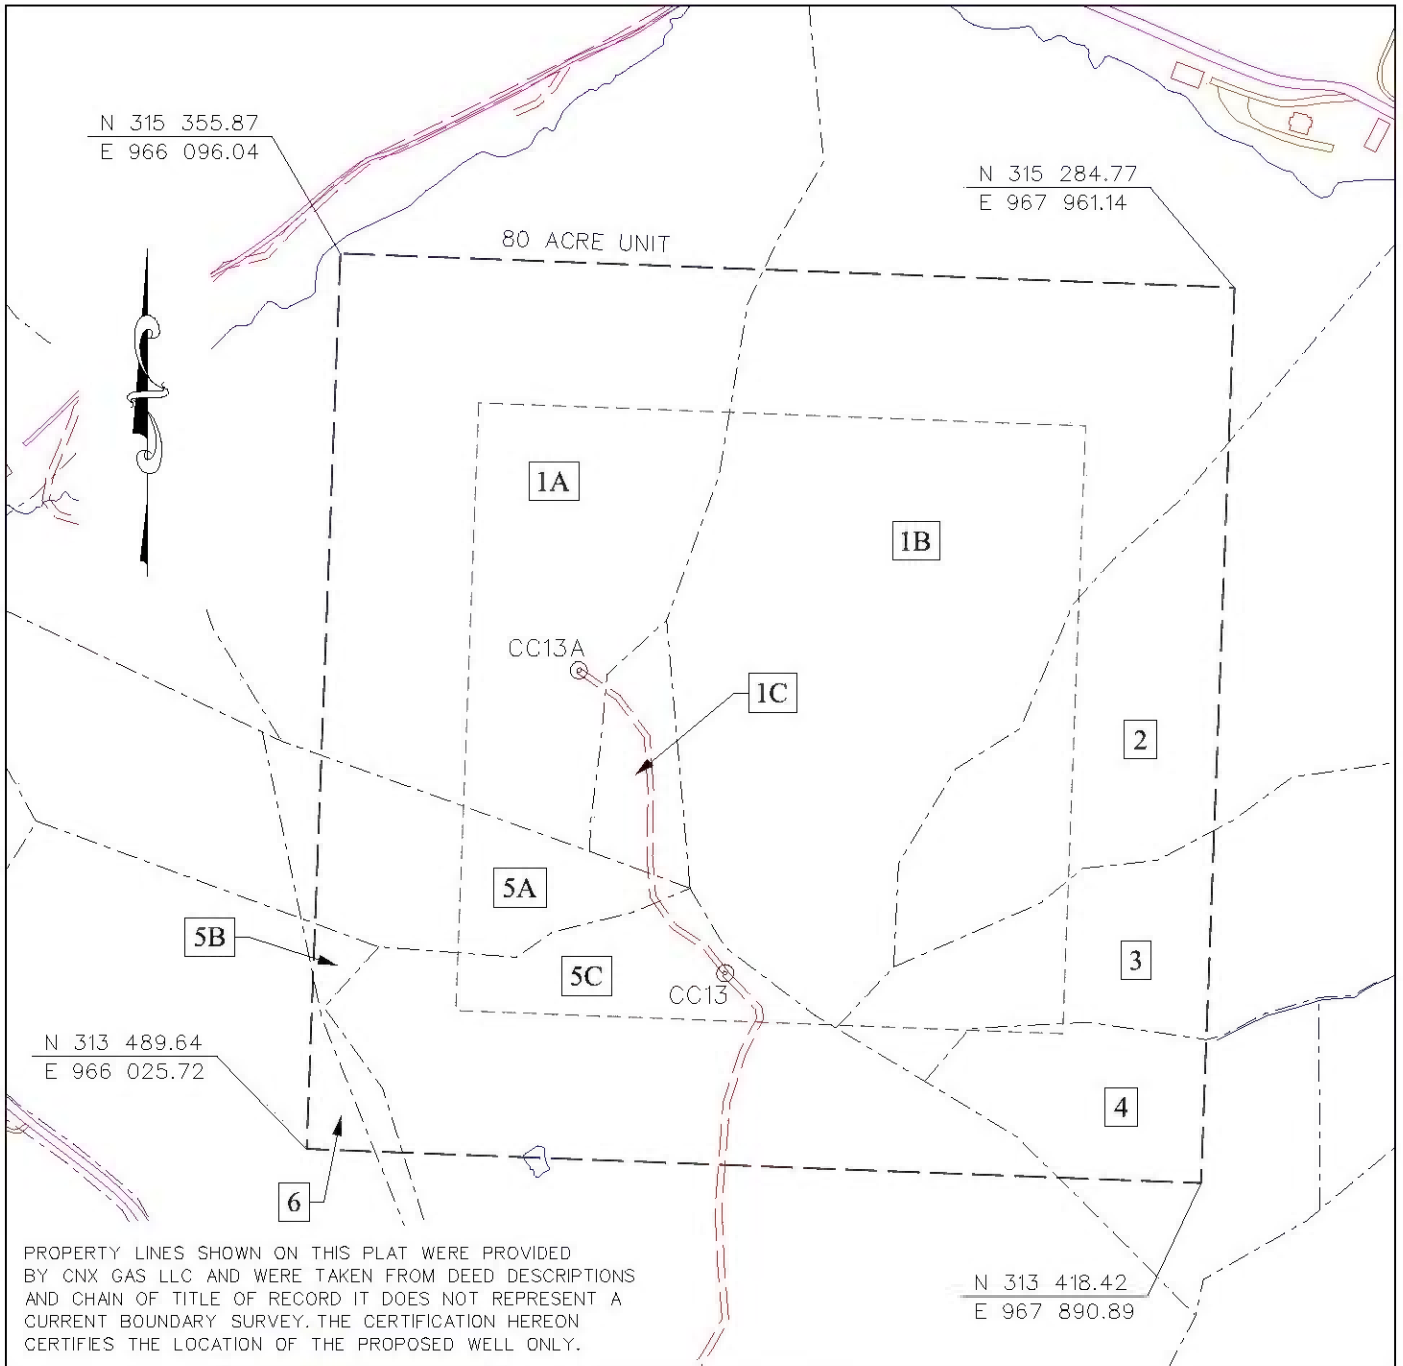 N 315 355.87
E 966 096.04
N 315 284.77
E 967 961.14
80 ACRE UNIT
1A
1B
CC13A
1C
2
5A
5B
3
5C
CC13
N 313 489.64
E 966 025.72
4
6
PROPERTY LINES SHOWN ON THIS PLAT WERE PROVIDED
BY CNX GAS LLC AND WERE TAKEN FROM DEED DESCRIPTIONS
AND CHAIN OF TITLE OF RECORD IT DOES NOT REPRESENT A
CURRENT BOUNDARY SURVEY. THE CERTIFICATION HEREON
CERTIFIES THE LOCATION OF THE PROPOSED WELL ONLY.
N 313 418.42
E 967 890.89